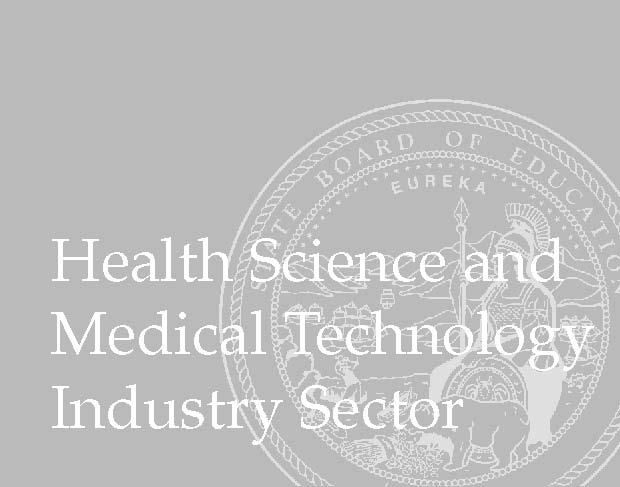 STATE BOARD OF EDUCATION
EUREKA
Health Science and
Medical Technology
Industry Sector